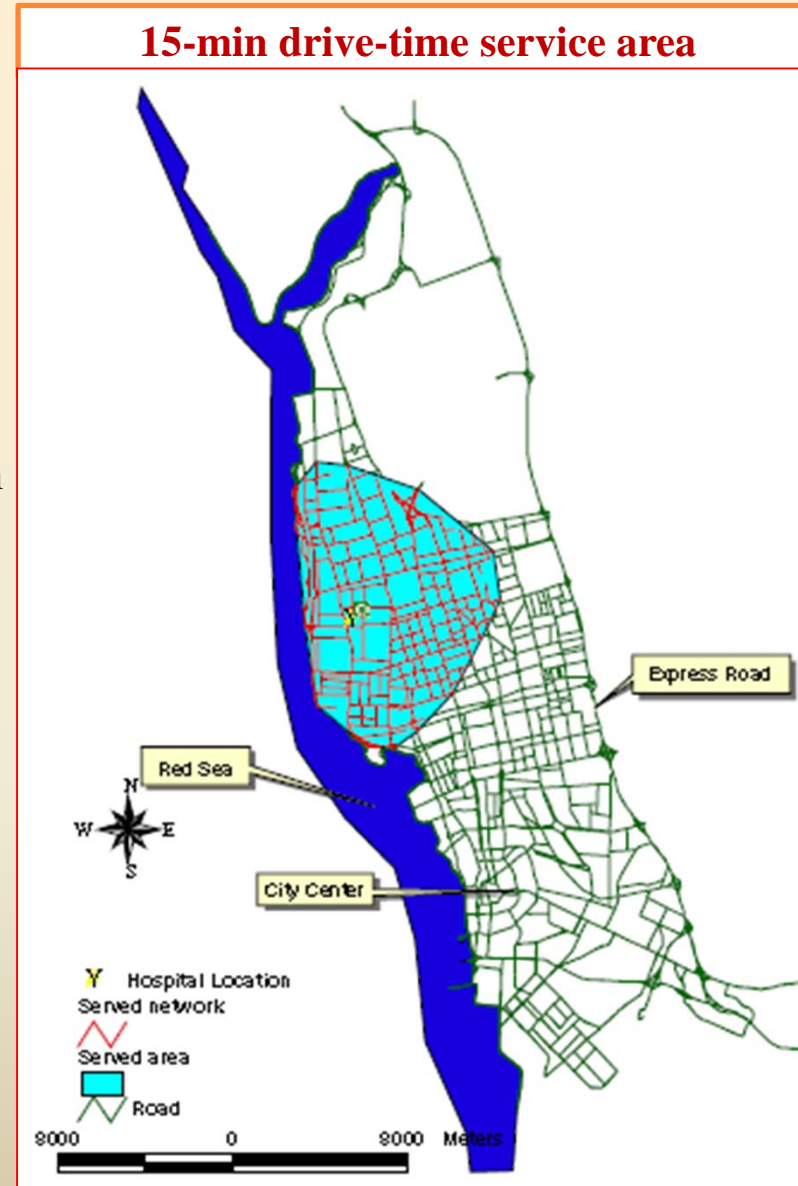 15-min drive-time service area
Express Road
Red Sea
N
W E
S
City Center
Hospital Location
Served network
Served area
Road
8000 0 8000 Meters